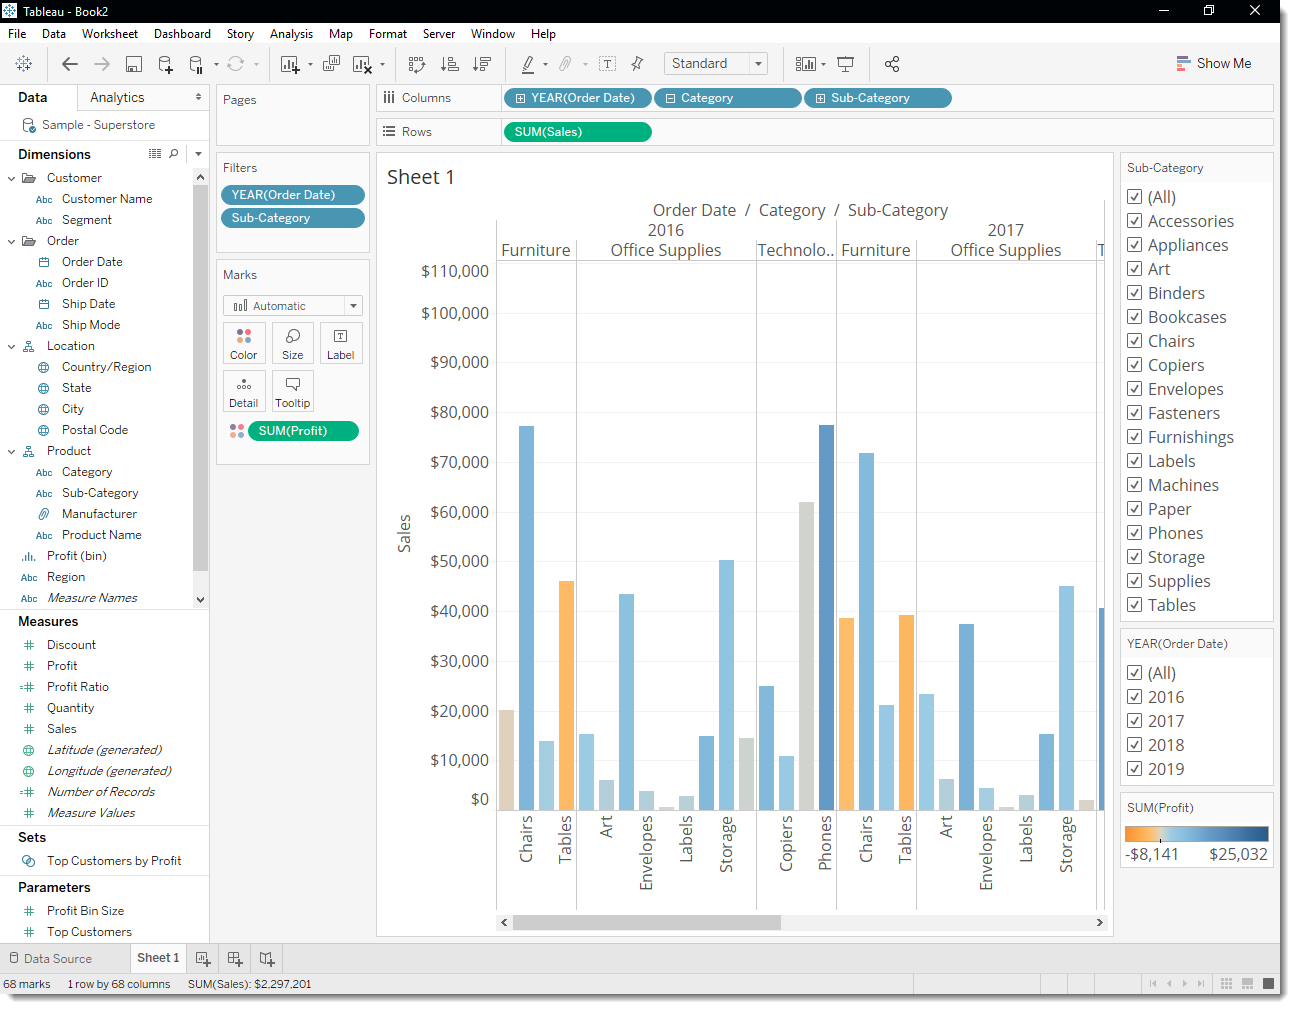 Tableau - Book2
File Data Worksheet Dashboard Story Analysis Map Format Server Window Help
Standard
Show Me
Data Analytics
Sample - Superstore
Dimensions
Customer
Abc Customer Name
Abc Segment
Order
Order Date
Abc Order ID
Ship Date
Abc Ship Mode
Location
Country/Region
State
City
Postal Code
Product
Abc Category
Abc Sub-Category
Manufacturer
Abc Product Name
Profit (bin)
Abc Region
Abc Measure Names
Measures
# Discount
# Profit
=# Profit Ratio
# Quantity
# Sales
Latitude (generated)
Longitude (generated)
=# Number of Records
# Measure Values
Sets
Top Customers by Profit
Parameters
# Profit Bin Size
# Top Customers
Pages
Filters
YEAR(Order Date)
Sub-Category
Marks
Automatic
Color Size T Label
Detail Tooltip
SUM(Profit)
Columns YEAR(Order Date) Category Sub-Category
Rows SUM(Sales)
Sheet 1
Order Date / Category / Sub-Category
2016 2017
Furniture Office Supplies Technolo.. Furniture Office Supplies T
$110,000
$100,000
$90,000
$80,000
$70,000
$60,000
$50,000
$40,000
$30,000
$20,000
$10,000
$0
Sales
Chairs Tables Art Envelopes Labels Storage Copiers Phones Chairs Tables Art Envelopes Labels Storage
Sub-Category
(All)
Accessories
Appliances
Art
Binders
Bookcases
Chairs
Copiers
Envelopes
Fasteners
Furnishings
Labels
Machines
Paper
Phones
Storage
Supplies
Tables
YEAR(Order Date)
(All)
2016
2017
2018
2019
SUM(Profit)
-$8,141 $25,032
Data Source Sheet 1
68 marks 1 row by 68 columns SUM(Sales): $2,297,201